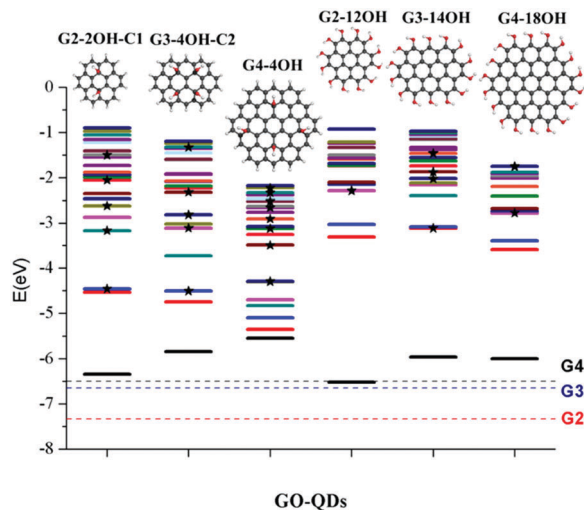 G2-2OH-C1
G3-4OH-C2
G4-4OH
G2-12OH
G3-14OH
G4-18OH
0
-1
-2
-3
-4
-5
-6
-7
-8
E(eV)
G4
G3
G2
GO-QDs